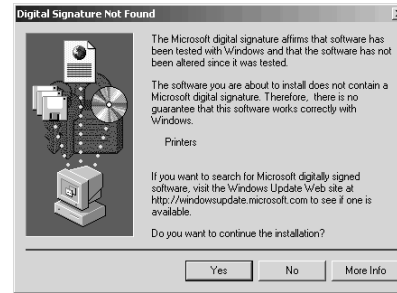 Digital Signature Not Found
The Microsoft digital signature affirms that software has
been tested with Windows and that the software has not
been altered since it was tested.
The software you are about to install does not contain a
Microsoft digital signature. Therefore, there is no
guarantee that this software works correctly with
Windows.
Printers
If you want to search for Microsoft digitally signed
software, visit the Windows Update Web site at
http://windowsupdate.microsoft.com to see if one is
available.
Do you want to continue the installation?
Yes No More Info